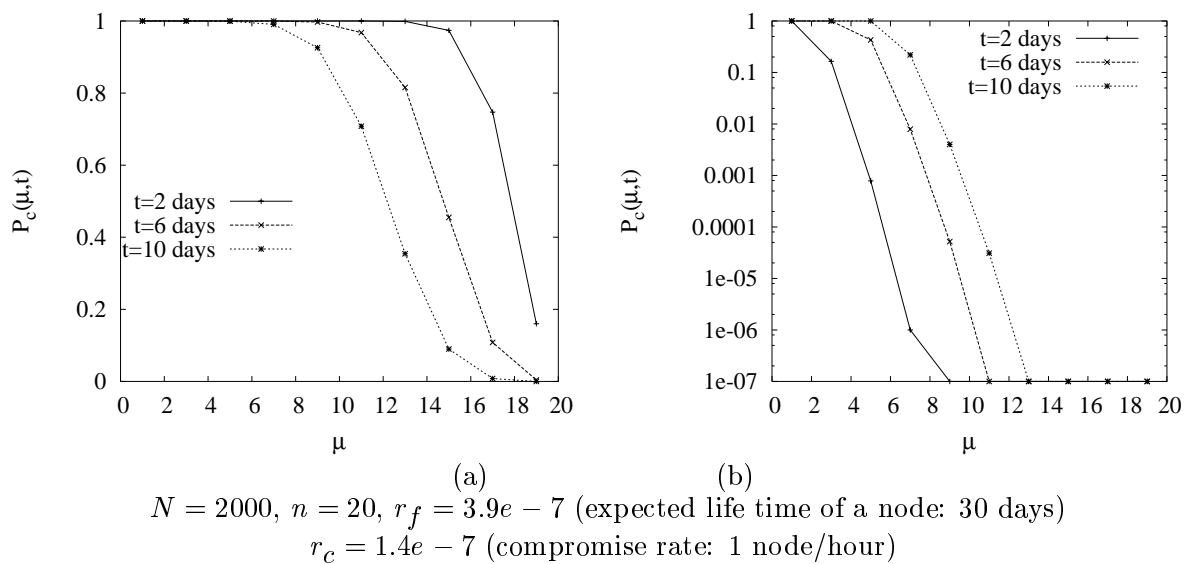 1
0.8
0.6
0.4
0.2
0
P_c(μ,t)
t=2 days
t=6 days
t=10 days
0 2 4 6 8 10 12 14 16 18 20
μ
(a)
1
0.1
0.01
0.001
0.0001
1e-05
1e-06
1e-07
P_c(μ,t)
t=2 days
t=6 days
t=10 days
0 2 4 6 8 10 12 14 16 18 20
μ
(b)
N = 2000, n = 20, r_f = 3.9e − 7 (expected life time of a node: 30 days)
r_c = 1.4e − 7 (compromise rate: 1 node/hour)